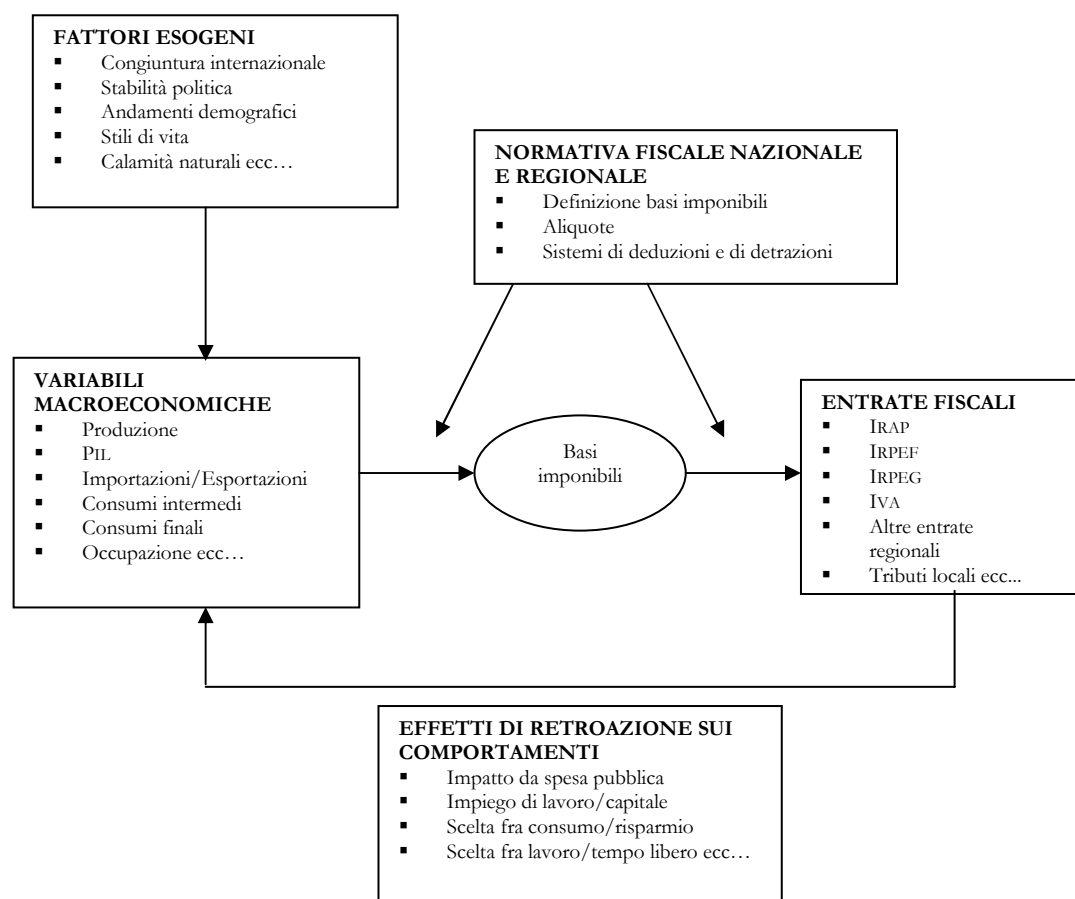 FATTORI ESOGENI
▪ Congiuntura internazionale
▪ Stabilità politica
▪ Andamenti demografici
▪ Stili di vita
▪ Calamità naturali ecc…
NORMATIVA FISCALE NAZIONALE
E REGIONALE
▪ Definizione basi imponibili
▪ Aliquote
▪ Sistemi di deduzioni e di detrazioni
VARIABILI
MACROECONOMICHE
▪ Produzione
▪ PIL
▪ Importazioni/Esportazioni
▪ Consumi intermedi
▪ Consumi finali
▪ Occupazione ecc…
Basi
imponibili
ENTRATE FISCALI
▪ IRAP
▪ IRPEF
▪ IRPEG
▪ IVA
▪ Altre entrate
regionali
▪ Tributi locali ecc...
EFFETTI DI RETROAZIONE SUI
COMPORTAMENTI
▪ Impatto da spesa pubblica
▪ Impiego di lavoro/capitale
▪ Scelta fra consumo/risparmio
▪ Scelta fra lavoro/tempo libero ecc…